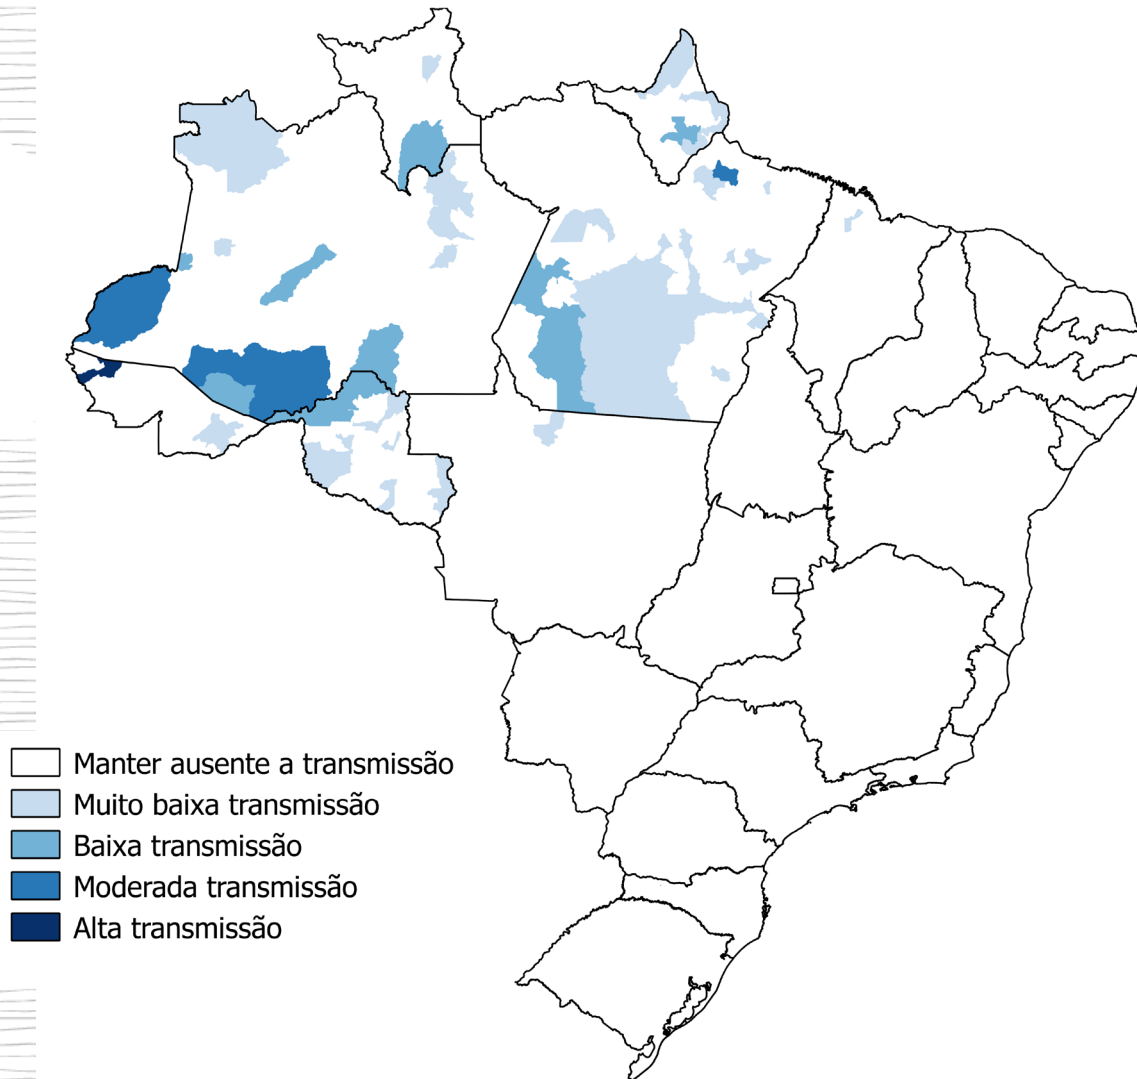 Manter ausente a transmissão
Muito baixa transmissão
Baixa transmissão
Moderada transmissão
Alta transmissão